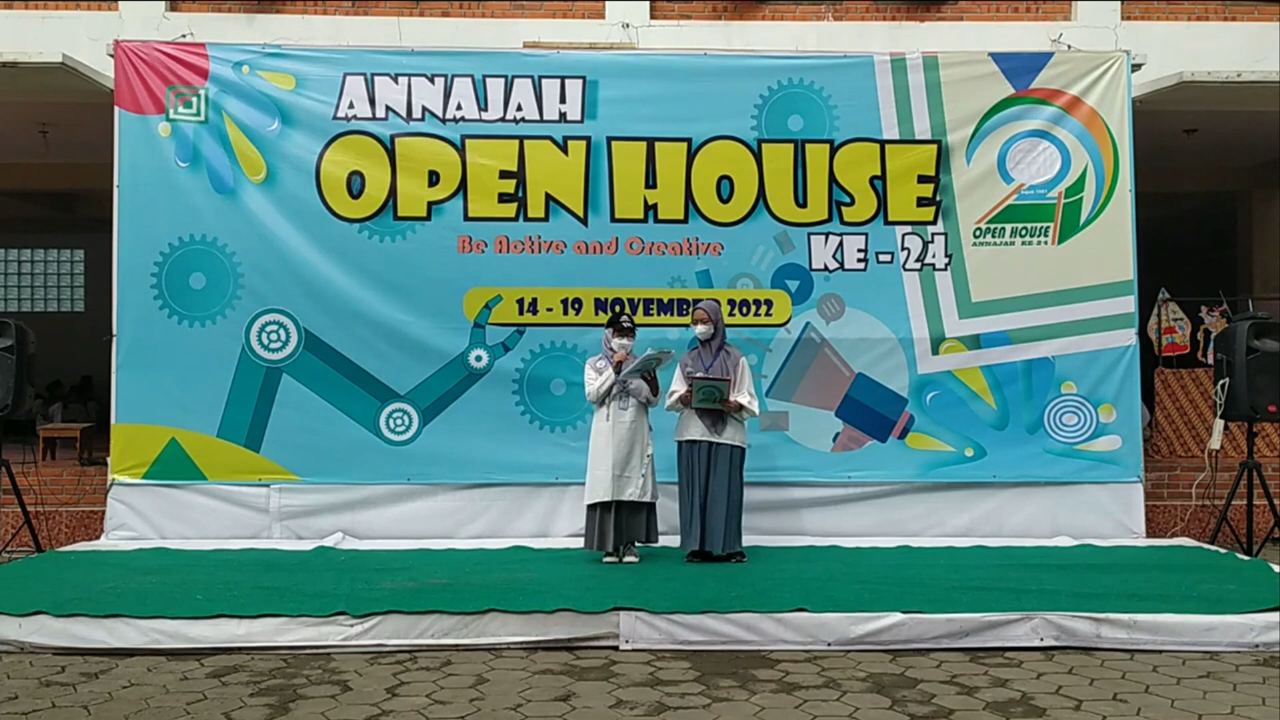 ANNAJAH
OPEN HOUSE
Be Active and Creative
KE - 24
14 - 19 NOVEMBER 2022
OPEN HOUSE
ANNAJAH KE-24